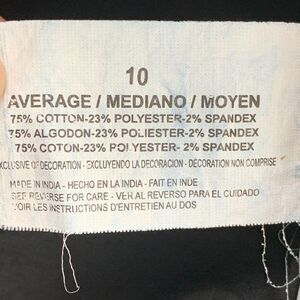 10
AVERAGE / MEDIANO / MOYEN
75% COTTON-23% POLYESTER-2% SPANDEX
75% ALGODON-23% POLIESTER-2% SPANDEX
75% COTON-23% POLYESTER-2% SPANDEX
EXCLUSIVE OF DECORATION - EXCLUYENDO LA DECORACION - DECORATION NON COMPRISE
MADE IN INDIA - HECHO EN LA INDIA - FAIT EN INDE
SEE REVERSE FOR CARE - VER AL REVERSO PARA EL CUIDADO
VOIR LES INSTRUCTIONS D'ENTRETIEN AU DOS